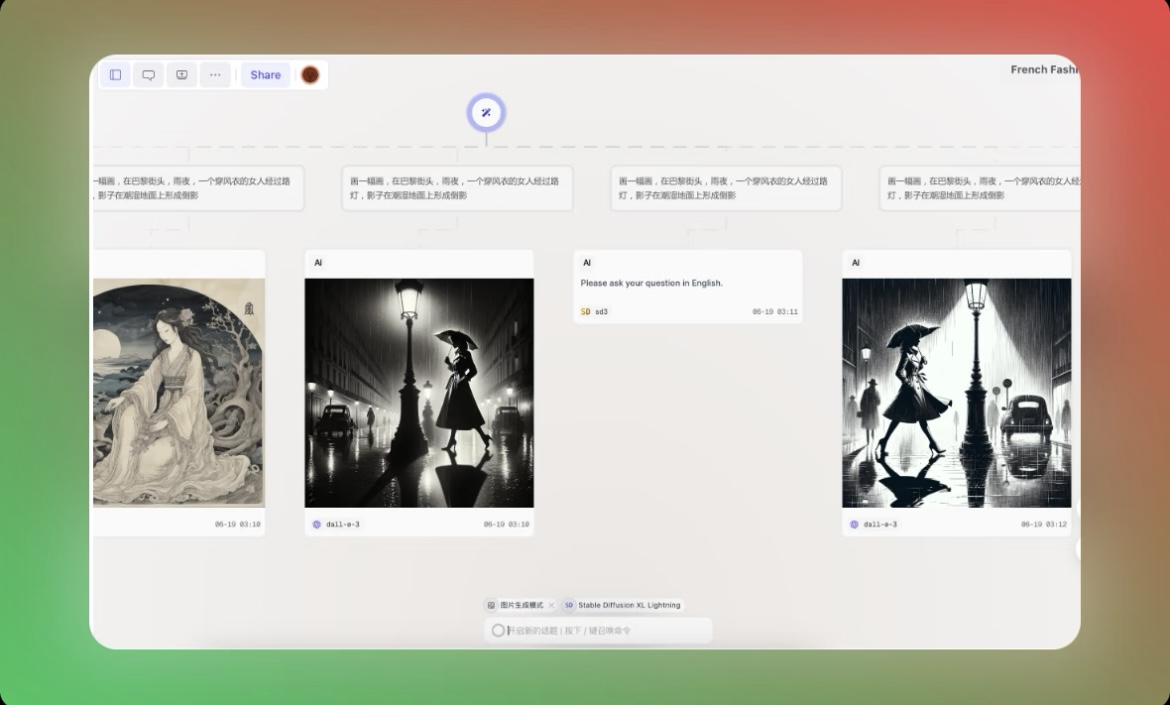 Share
French Fashi
一幅画，在巴黎街头，雨夜，一个穿风衣的女人经过路
，影子在潮湿地面上形成倒影
画一幅画，在巴黎街头，雨夜，一个穿风衣的女人经过路
灯，影子在潮湿地面上形成倒影
画一幅画，在巴黎街头，雨夜，一个穿风衣的女人经过路
灯，影子在潮湿地面上形成倒影
画一幅画，在巴黎街头，雨夜，一个穿风衣的女人经
灯，影子在潮湿地面上形成倒影
AI
AI
Please ask your question in English.
SD sd3
06-19 03:11
AI
06-19 03:10
dall-e-3
06-19 03:10
dall-e-3
06-19 03:12
图片生成模式
SD Stable Diffusion XL Lightning
开启新的话题 | 按下 / 键召唤命令